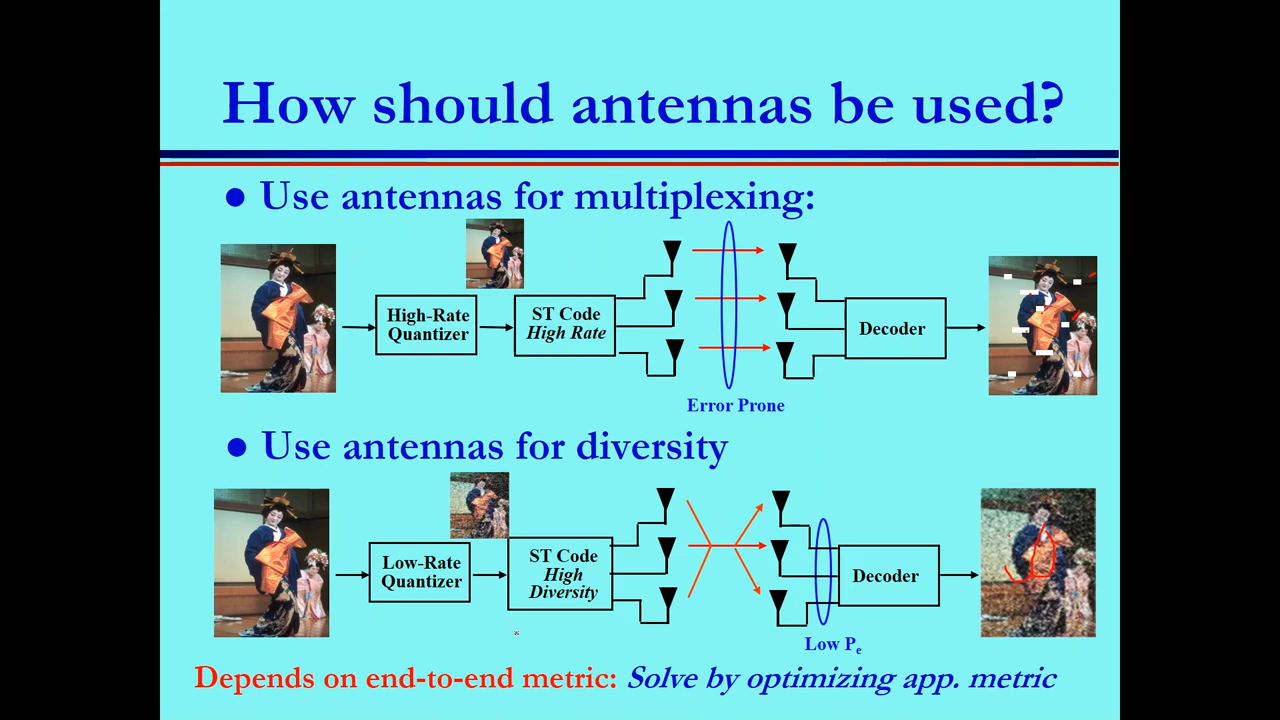 How should antennas be used?
● Use antennas for multiplexing:
High-Rate
Quantizer
ST Code
High Rate
Decoder
Error Prone
● Use antennas for diversity
Low-Rate
Quantizer
ST Code
High
Diversity
Decoder
Low Pe
Depends on end-to-end metric: Solve by optimizing app. metric